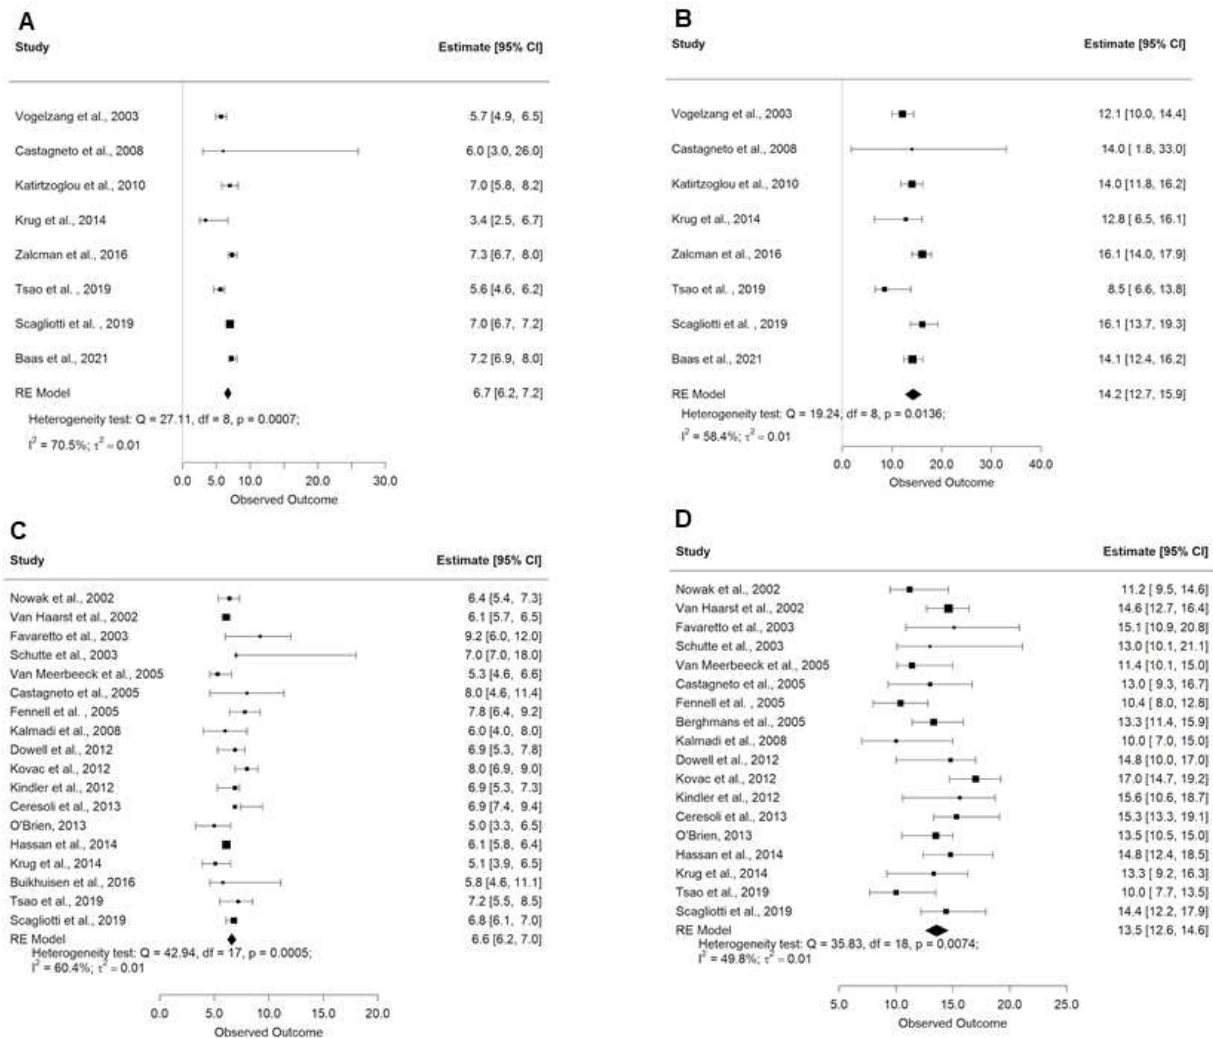 A
Study Estimate [95% CI]
Vogelzang et al., 2003 5.7 [4.9, 6.5]
Castagneto et al., 2008 6.0 [3.0, 26.0]
Katirtzoglou et al., 2010 7.0 [5.8, 8.2]
Krug et al., 2014 3.4 [2.5, 6.7]
Zalcman et al., 2016 7.3 [6.7, 8.0]
Tsao et al. , 2019 5.6 [4.6, 6.2]
Scagliotti et al. , 2019 7.0 [6.7, 7.2]
Baas et al., 2021 7.2 [6.9, 8.0]
RE Model 6.7 [6.2, 7.2]
Heterogeneity test: Q = 27.11, df = 8, p = 0.0007;
I² = 70.5%; τ² = 0.01
0.0 5.0 10.0 20.0 30.0
Observed Outcome
B
Study Estimate [95% CI]
Vogelzang et al., 2003 12.1 [10.0, 14.4]
Castagneto et al., 2008 14.0 [ 1.8, 33.0]
Katirtzoglou et al., 2010 14.0 [11.8, 16.2]
Krug et al., 2014 12.8 [ 6.5, 16.1]
Zalcman et al., 2016 16.1 [14.0, 17.9]
Tsao et al. , 2019 8.5 [ 6.6, 13.8]
Scagliotti et al. , 2019 16.1 [13.7, 19.3]
Baas et al., 2021 14.1 [12.4, 16.2]
RE Model 14.2 [12.7, 15.9]
Heterogeneity test: Q = 19.24, df = 8, p = 0.0136;
I² = 58.4%; τ² = 0.01
0.0 10.0 20.0 30.0 40.0
Observed Outcome
C
Study Estimate [95% CI]
Nowak et al., 2002 6.4 [5.4, 7.3]
Van Haarst et al., 2002 6.1 [5.7, 6.5]
Favaretto et al., 2003 9.2 [6.0, 12.0]
Schutte et al., 2003 7.0 [7.0, 18.0]
Van Meerbeeck et al., 2005 5.3 [4.6, 6.6]
Castagneto et al., 2005 8.0 [4.6, 11.4]
Fennell et al. , 2005 7.8 [6.4, 9.2]
Kalmadi et al., 2008 6.0 [4.0, 8.0]
Dowell et al., 2012 6.9 [5.3, 7.8]
Kovac et al., 2012 8.0 [6.9, 9.0]
Kindler et al., 2012 6.9 [5.3, 7.3]
Ceresoli et al., 2013 6.9 [7.4, 9.4]
O'Brien, 2013 5.0 [3.3, 6.5]
Hassan et al., 2014 6.1 [5.8, 6.4]
Krug et al., 2014 5.1 [3.9, 6.5]
Buikhuisen et al., 2016 5.8 [4.6, 11.1]
Tsao et al., 2019 7.2 [5.5, 8.5]
Scagliotti et al., 2019 6.8 [6.1, 7.0]
RE Model 6.6 [6.2, 7.0]
Heterogeneity test: Q = 42.94, df = 17, p = 0.0005;
I² = 60.4%; τ² = 0.01
0.0 5.0 10.0 15.0 20.0
Observed Outcome
D
Study Estimate [95% CI]
Nowak et al., 2002 11.2 [ 9.5, 14.6]
Van Haarst et al., 2002 14.6 [12.7, 16.4]
Favaretto et al., 2003 15.1 [10.9, 20.8]
Schutte et al., 2003 13.0 [10.1, 21.1]
Van Meerbeeck et al., 2005 11.4 [10.1, 15.0]
Castagneto et al., 2005 13.0 [ 9.3, 16.7]
Fennell et al. , 2005 10.4 [ 8.0, 12.8]
Berghmans et al., 2005 13.3 [11.4, 15.9]
Kalmadi et al., 2008 10.0 [ 7.0, 15.0]
Dowell et al., 2012 14.8 [10.0, 17.0]
Kovac et al., 2012 17.0 [14.7, 19.2]
Kindler et al., 2012 15.6 [10.6, 18.7]
Ceresoli et al., 2013 15.3 [13.3, 19.1]
O'Brien, 2013 13.5 [10.5, 15.0]
Hassan et al., 2014 14.8 [12.4, 18.5]
Krug et al., 2014 13.3 [ 9.2, 16.3]
Tsao et al., 2019 10.0 [ 7.7, 13.5]
Scagliotti et al., 2019 14.4 [12.2, 17.9]
RE Model 13.5 [12.6, 14.6]
Heterogeneity test: Q = 35.83, df = 18, p = 0.0074;
I² = 49.8%; τ² = 0.01
5.0 10.0 15.0 20.0 25.0
Observed Outcome